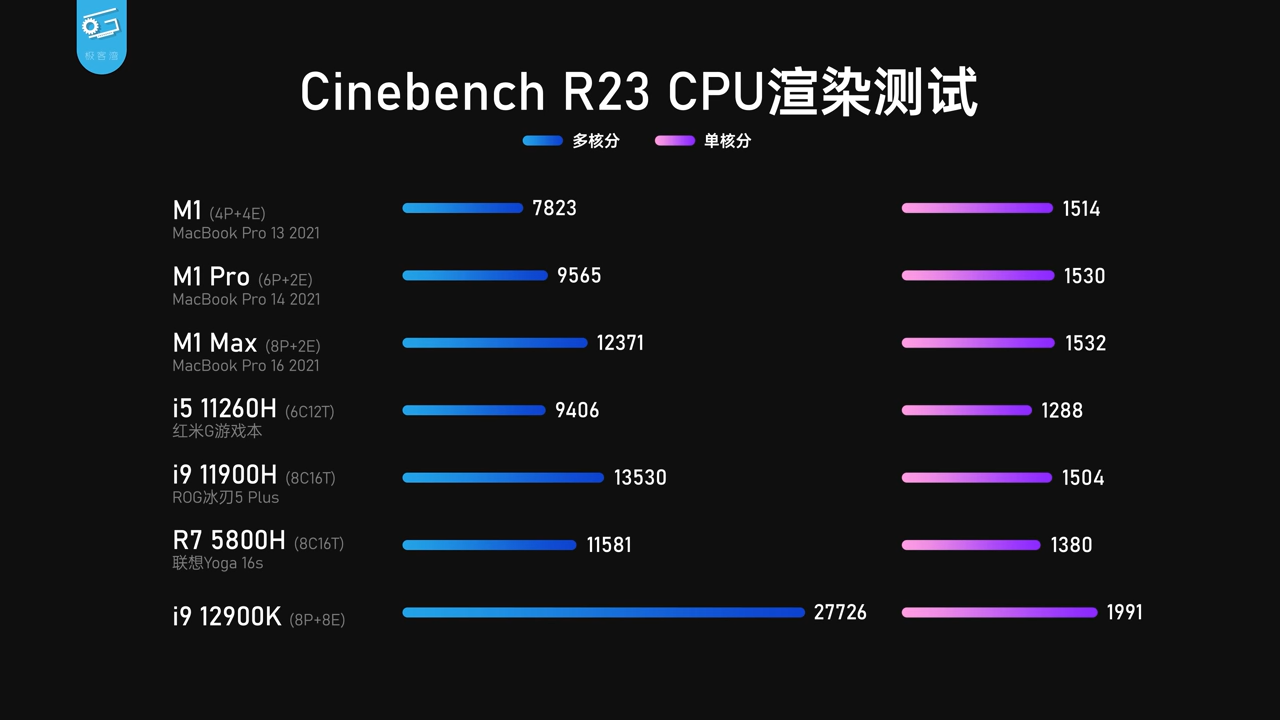 极客湾
Cinebench R23 CPU渲染测试
多核分 单核分
M1 (4P+4E)
MacBook Pro 13 2021
7823 1514
M1 Pro (6P+2E)
MacBook Pro 14 2021
9565 1530
M1 Max (8P+2E)
MacBook Pro 16 2021
12371 1532
i5 11260H (6C12T)
红米G游戏本
9406 1288
i9 11900H (8C16T)
ROG冰刃5 Plus
13530 1504
R7 5800H (8C16T)
联想Yoga 16s
11581 1380
i9 12900K (8P+8E)
27726 1991